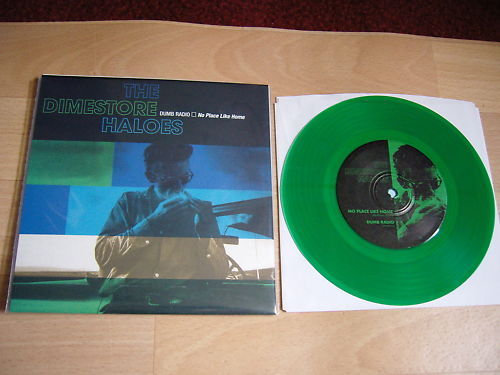 THE
DIMESTORE
HALOES
DUMB RADIO □ No Place Like Home
NO PLACE LIKE HOME
DUMB RADIO